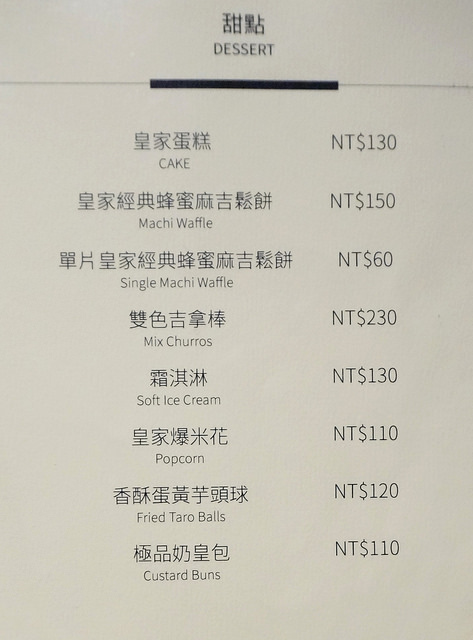 甜點
DESSERT
皇家蛋糕 NT$130
CAKE
皇家經典蜂蜜麻吉鬆餅 NT$150
Machi Waffle
單片皇家經典蜂蜜麻吉鬆餅 NT$60
Single Machi Waffle
雙色吉拿棒 NT$230
Mix Churros
霜淇淋 NT$130
Soft Ice Cream
皇家爆米花 NT$110
Popcorn
香酥蛋黃芋頭球 NT$120
Fried Taro Balls
極品奶皇包 NT$110
Custard Buns